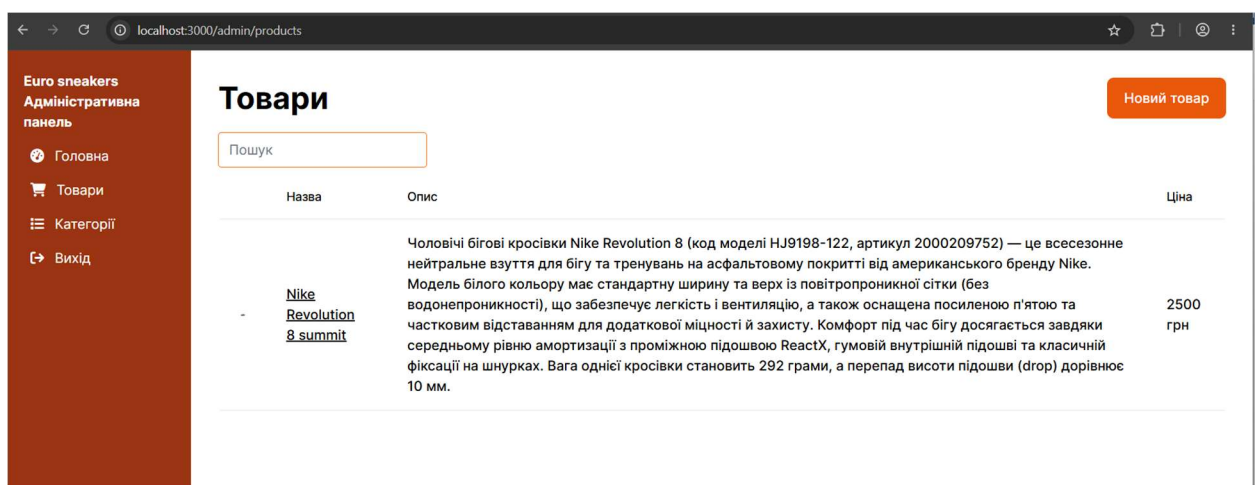 localhost:3000/admin/products
Euro sneakers
Адміністративна
панель
Головна
Товари
Категорії
Вихід
Товари
Новий товар
Пошук
Назва
Опис
Ціна
-
Nike
Revolution
8 summit
Чоловічі бігові кросівки Nike Revolution 8 (код моделі HJ9198-122, артикул 2000209752) — це всесезонне
нейтральне взуття для бігу та тренувань на асфальтовому покритті від американського бренду Nike.
Модель білого кольору має стандартну ширину та верх із повітропроникної сітки (без
водонепроникності), що забезпечує легкість і вентиляцію, а також оснащена посиленою п'ятою та
частковим відставанням для додаткової міцності й захисту. Комфорт під час бігу досягається завдяки
середньому рівню амортизації з проміжною підошвою ReactX, гумовій внутрішній підошві та класичній
фіксації на шнурках. Вага однієї кросівки становить 292 грами, а перепад висоти підошви (drop) дорівнює
10 мм.
2500
грн